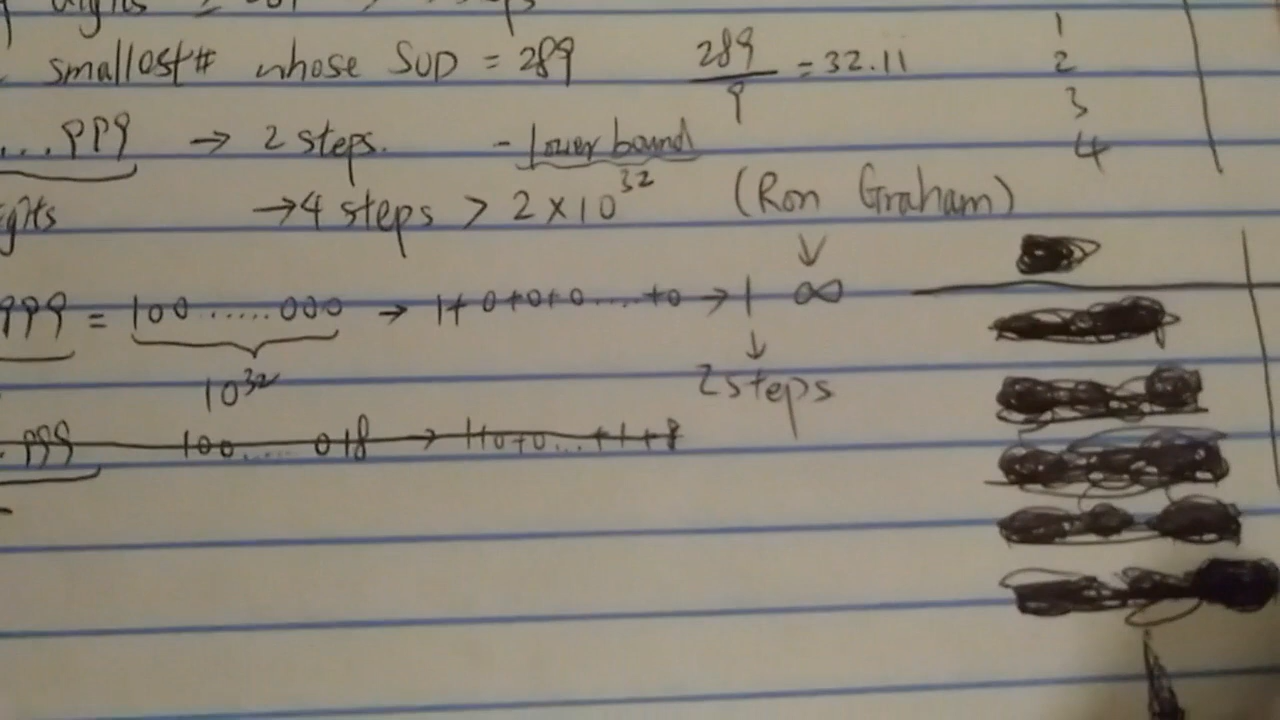 digits
smallost# whose SOD = 289 289/9 = 32.11 1 2 3 4
...999 → 2 steps. - Lower bound
→ 4 steps > 2×10^32 (Ron Graham)
999 = 100......000 → 1+0+0+0....+0 → 1 ∞
10^32 2 steps
.999 100.... 018 → 1+0+0...+1+8